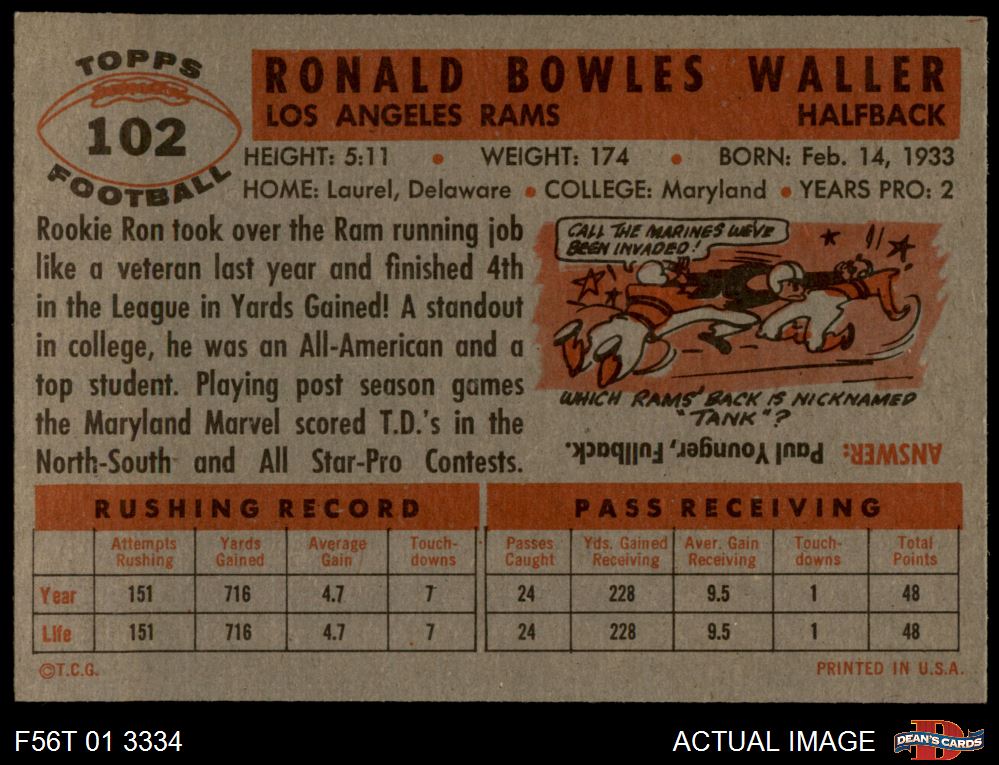 TOPPS
102
FOOTBALL
RONALD BOWLES WALLER
LOS ANGELES RAMS HALFBACK
HEIGHT: 5:11 • WEIGHT: 174 • BORN: Feb. 14, 1933
HOME: Laurel, Delaware • COLLEGE: Maryland • YEARS PRO: 2
Rookie Ron took over the Ram running job
like a veteran last year and finished 4th
in the League in Yards Gained! A standout
in college, he was an All-American and a
top student. Playing post season games
the Maryland Marvel scored T.D.'s in the
North-South and All Star-Pro Contests.
CALL THE MARINES WE'VE
BEEN INVADED!
WHICH RAMS' BACK IS NICKNAMED
"TANK"?
ANSWER: Paul Younger, Fullback.
RUSHING RECORD
Attempts Rushing Yards Gained Average Gain Touch-downs
Year 151 716 4.7 7
Life 151 716 4.7 7
PASS RECEIVING
Passes Caught Yds. Gained Receiving Aver. Gain Receiving Touch-downs Total Points
24 228 9.5 1 48
24 228 9.5 1 48
©T.C.G. PRINTED IN U.S.A.
F56T 01 3334 ACTUAL IMAGE
DEAN'S CARDS